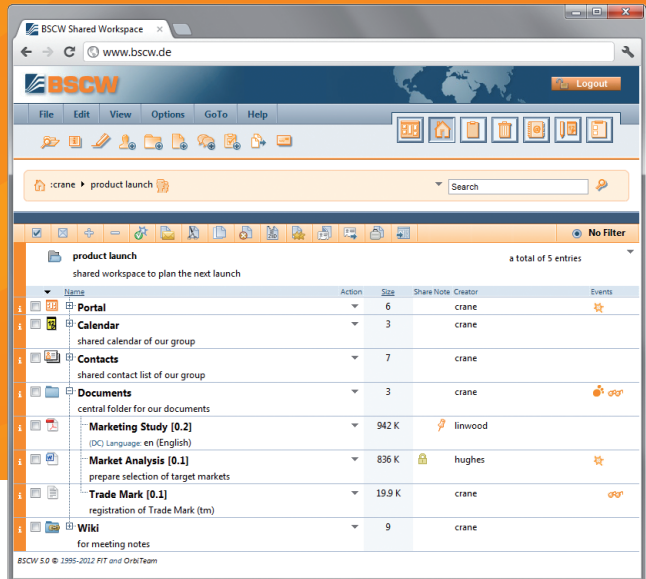 BSCW Shared Workspace
www.bscw.de
BSCW
Logout
File Edit View Options GoTo Help
:crane product launch
Search
No Filter
product launch
a total of 5 entries
shared workspace to plan the next launch
Name Action Size Share Note Creator Events
Portal 6 crane
Calendar 3 crane
shared calendar of our group
Contacts 7 crane
shared contact list of our group
Documents 3 crane
central folder for our documents
Marketing Study [0.2] 942 K linwood
(DC) Language: en (English)
Market Analysis [0.1] 836 K hughes
prepare selection of target markets
Trade Mark [0.1] 19.9 K crane
registration of Trade Mark (tm)
Wiki 9 crane
for meeting notes
BSCW 5.0 © 1995-2012 FIT and OrbiTeam